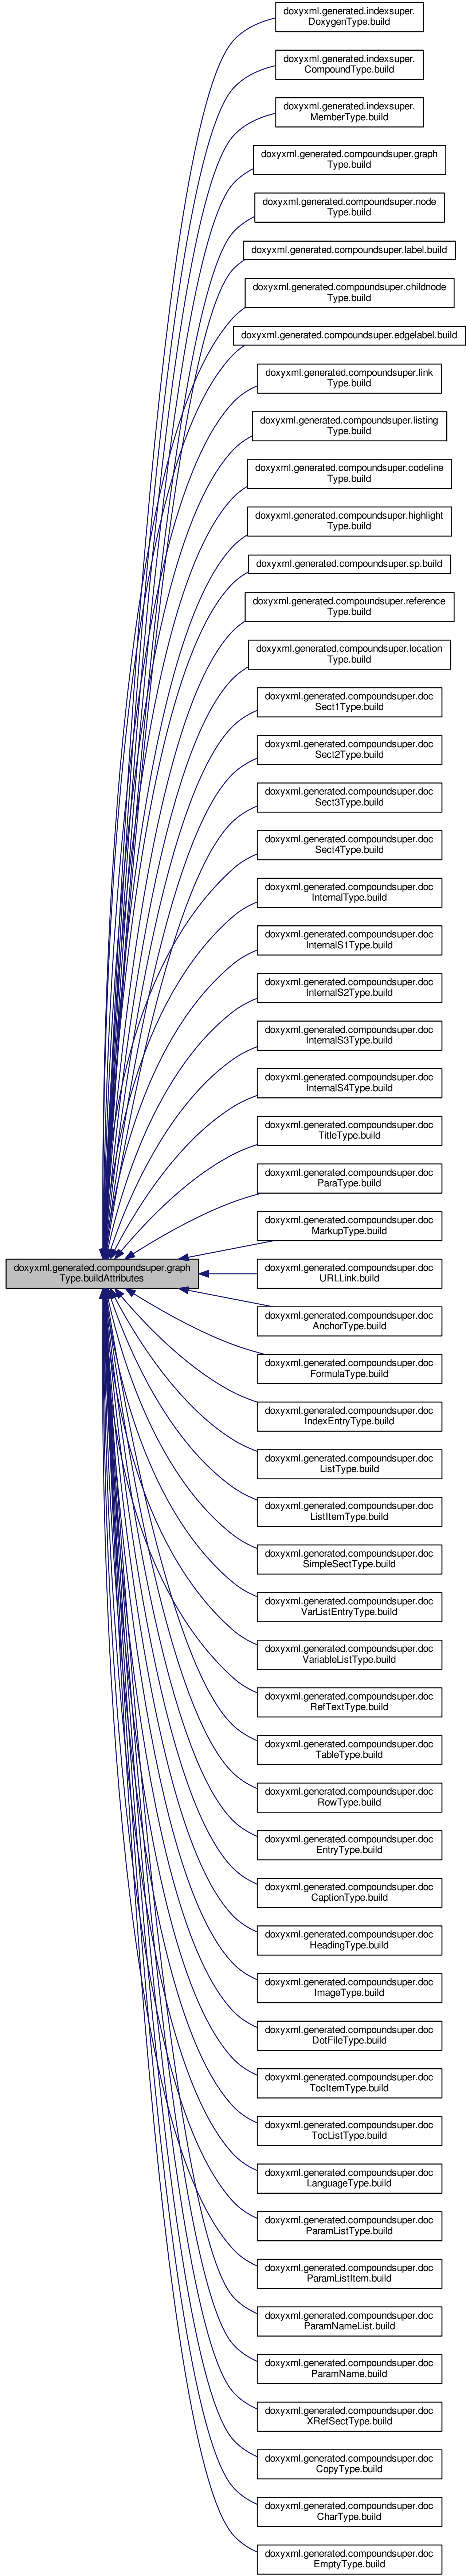 doxyxml.generated.indexsuper.
DoxygenType.build
doxyxml.generated.indexsuper.
CompoundType.build
doxyxml.generated.indexsuper.
MemberType.build
doxyxml.generated.compoundsuper.graph
Type.build
doxyxml.generated.compoundsuper.node
Type.build
doxyxml.generated.compoundsuper.label.build
doxyxml.generated.compoundsuper.childnode
Type.build
doxyxml.generated.compoundsuper.edgelabel.build
doxyxml.generated.compoundsuper.link
Type.build
doxyxml.generated.compoundsuper.listing
Type.build
doxyxml.generated.compoundsuper.codeline
Type.build
doxyxml.generated.compoundsuper.highlight
Type.build
doxyxml.generated.compoundsuper.sp.build
doxyxml.generated.compoundsuper.reference
Type.build
doxyxml.generated.compoundsuper.location
Type.build
doxyxml.generated.compoundsuper.doc
Sect1Type.build
doxyxml.generated.compoundsuper.doc
Sect2Type.build
doxyxml.generated.compoundsuper.doc
Sect3Type.build
doxyxml.generated.compoundsuper.doc
Sect4Type.build
doxyxml.generated.compoundsuper.doc
InternalType.build
doxyxml.generated.compoundsuper.doc
InternalS1Type.build
doxyxml.generated.compoundsuper.doc
InternalS2Type.build
doxyxml.generated.compoundsuper.doc
InternalS3Type.build
doxyxml.generated.compoundsuper.doc
InternalS4Type.build
doxyxml.generated.compoundsuper.doc
TitleType.build
doxyxml.generated.compoundsuper.doc
ParaType.build
doxyxml.generated.compoundsuper.doc
MarkupType.build
doxyxml.generated.compoundsuper.graph
Type.buildAttributes
doxyxml.generated.compoundsuper.doc
URLLink.build
doxyxml.generated.compoundsuper.doc
AnchorType.build
doxyxml.generated.compoundsuper.doc
FormulaType.build
doxyxml.generated.compoundsuper.doc
IndexEntryType.build
doxyxml.generated.compoundsuper.doc
ListType.build
doxyxml.generated.compoundsuper.doc
ListItemType.build
doxyxml.generated.compoundsuper.doc
SimpleSectType.build
doxyxml.generated.compoundsuper.doc
VarListEntryType.build
doxyxml.generated.compoundsuper.doc
VariableListType.build
doxyxml.generated.compoundsuper.doc
RefTextType.build
doxyxml.generated.compoundsuper.doc
TableType.build
doxyxml.generated.compoundsuper.doc
RowType.build
doxyxml.generated.compoundsuper.doc
EntryType.build
doxyxml.generated.compoundsuper.doc
CaptionType.build
doxyxml.generated.compoundsuper.doc
HeadingType.build
doxyxml.generated.compoundsuper.doc
ImageType.build
doxyxml.generated.compoundsuper.doc
DotFileType.build
doxyxml.generated.compoundsuper.doc
TocItemType.build
doxyxml.generated.compoundsuper.doc
TocListType.build
doxyxml.generated.compoundsuper.doc
LanguageType.build
doxyxml.generated.compoundsuper.doc
ParamListType.build
doxyxml.generated.compoundsuper.doc
ParamListItem.build
doxyxml.generated.compoundsuper.doc
ParamNameList.build
doxyxml.generated.compoundsuper.doc
ParamName.build
doxyxml.generated.compoundsuper.doc
XRefSectType.build
doxyxml.generated.compoundsuper.doc
CopyType.build
doxyxml.generated.compoundsuper.doc
CharType.build
doxyxml.generated.compoundsuper.doc
EmptyType.build